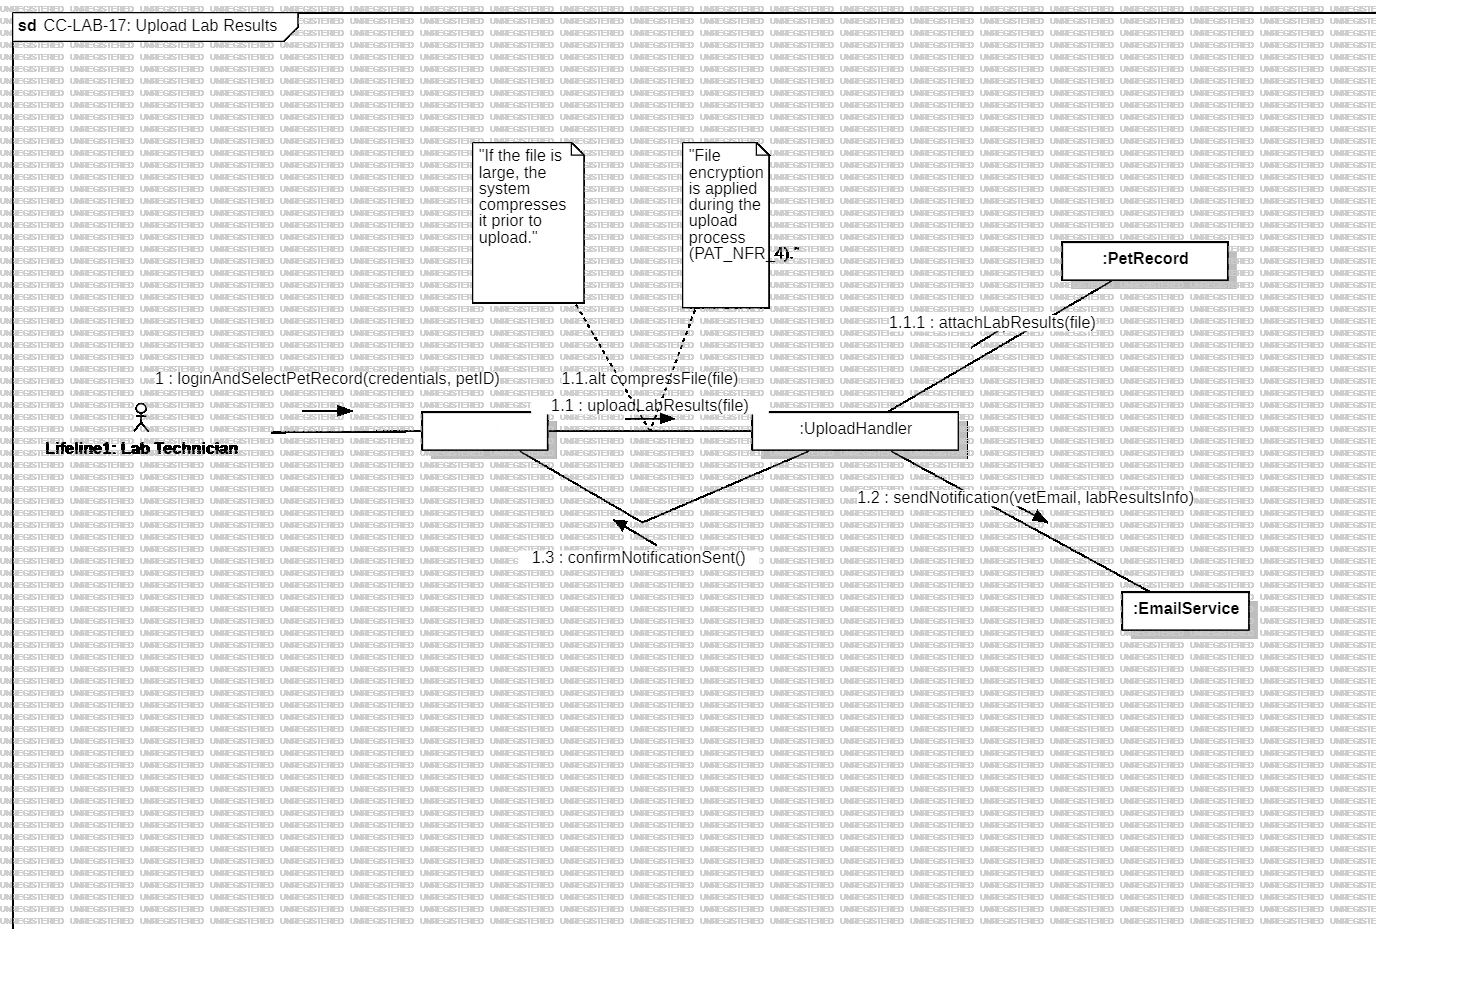 sd CC-LAB-17: Upload Lab Results
"If the file is
large, the
system
compresses
it prior to
upload."
"File
encryption
is applied
during the
upload
process
(PAT_NFR_4)."
:PetRecord
1.1.1 : attachLabResults(file)
1 : loginAndSelectPetRecord(credentials, petID)
1.1.alt compressFile(file)
1.1 : uploadLabResults(file)
Lifeline1: Lab Technician
:UploadHandler
1.2 : sendNotification(vetEmail, labResultsInfo)
1.3 : confirmNotificationSent()
:EmailService
UNREGISTERED